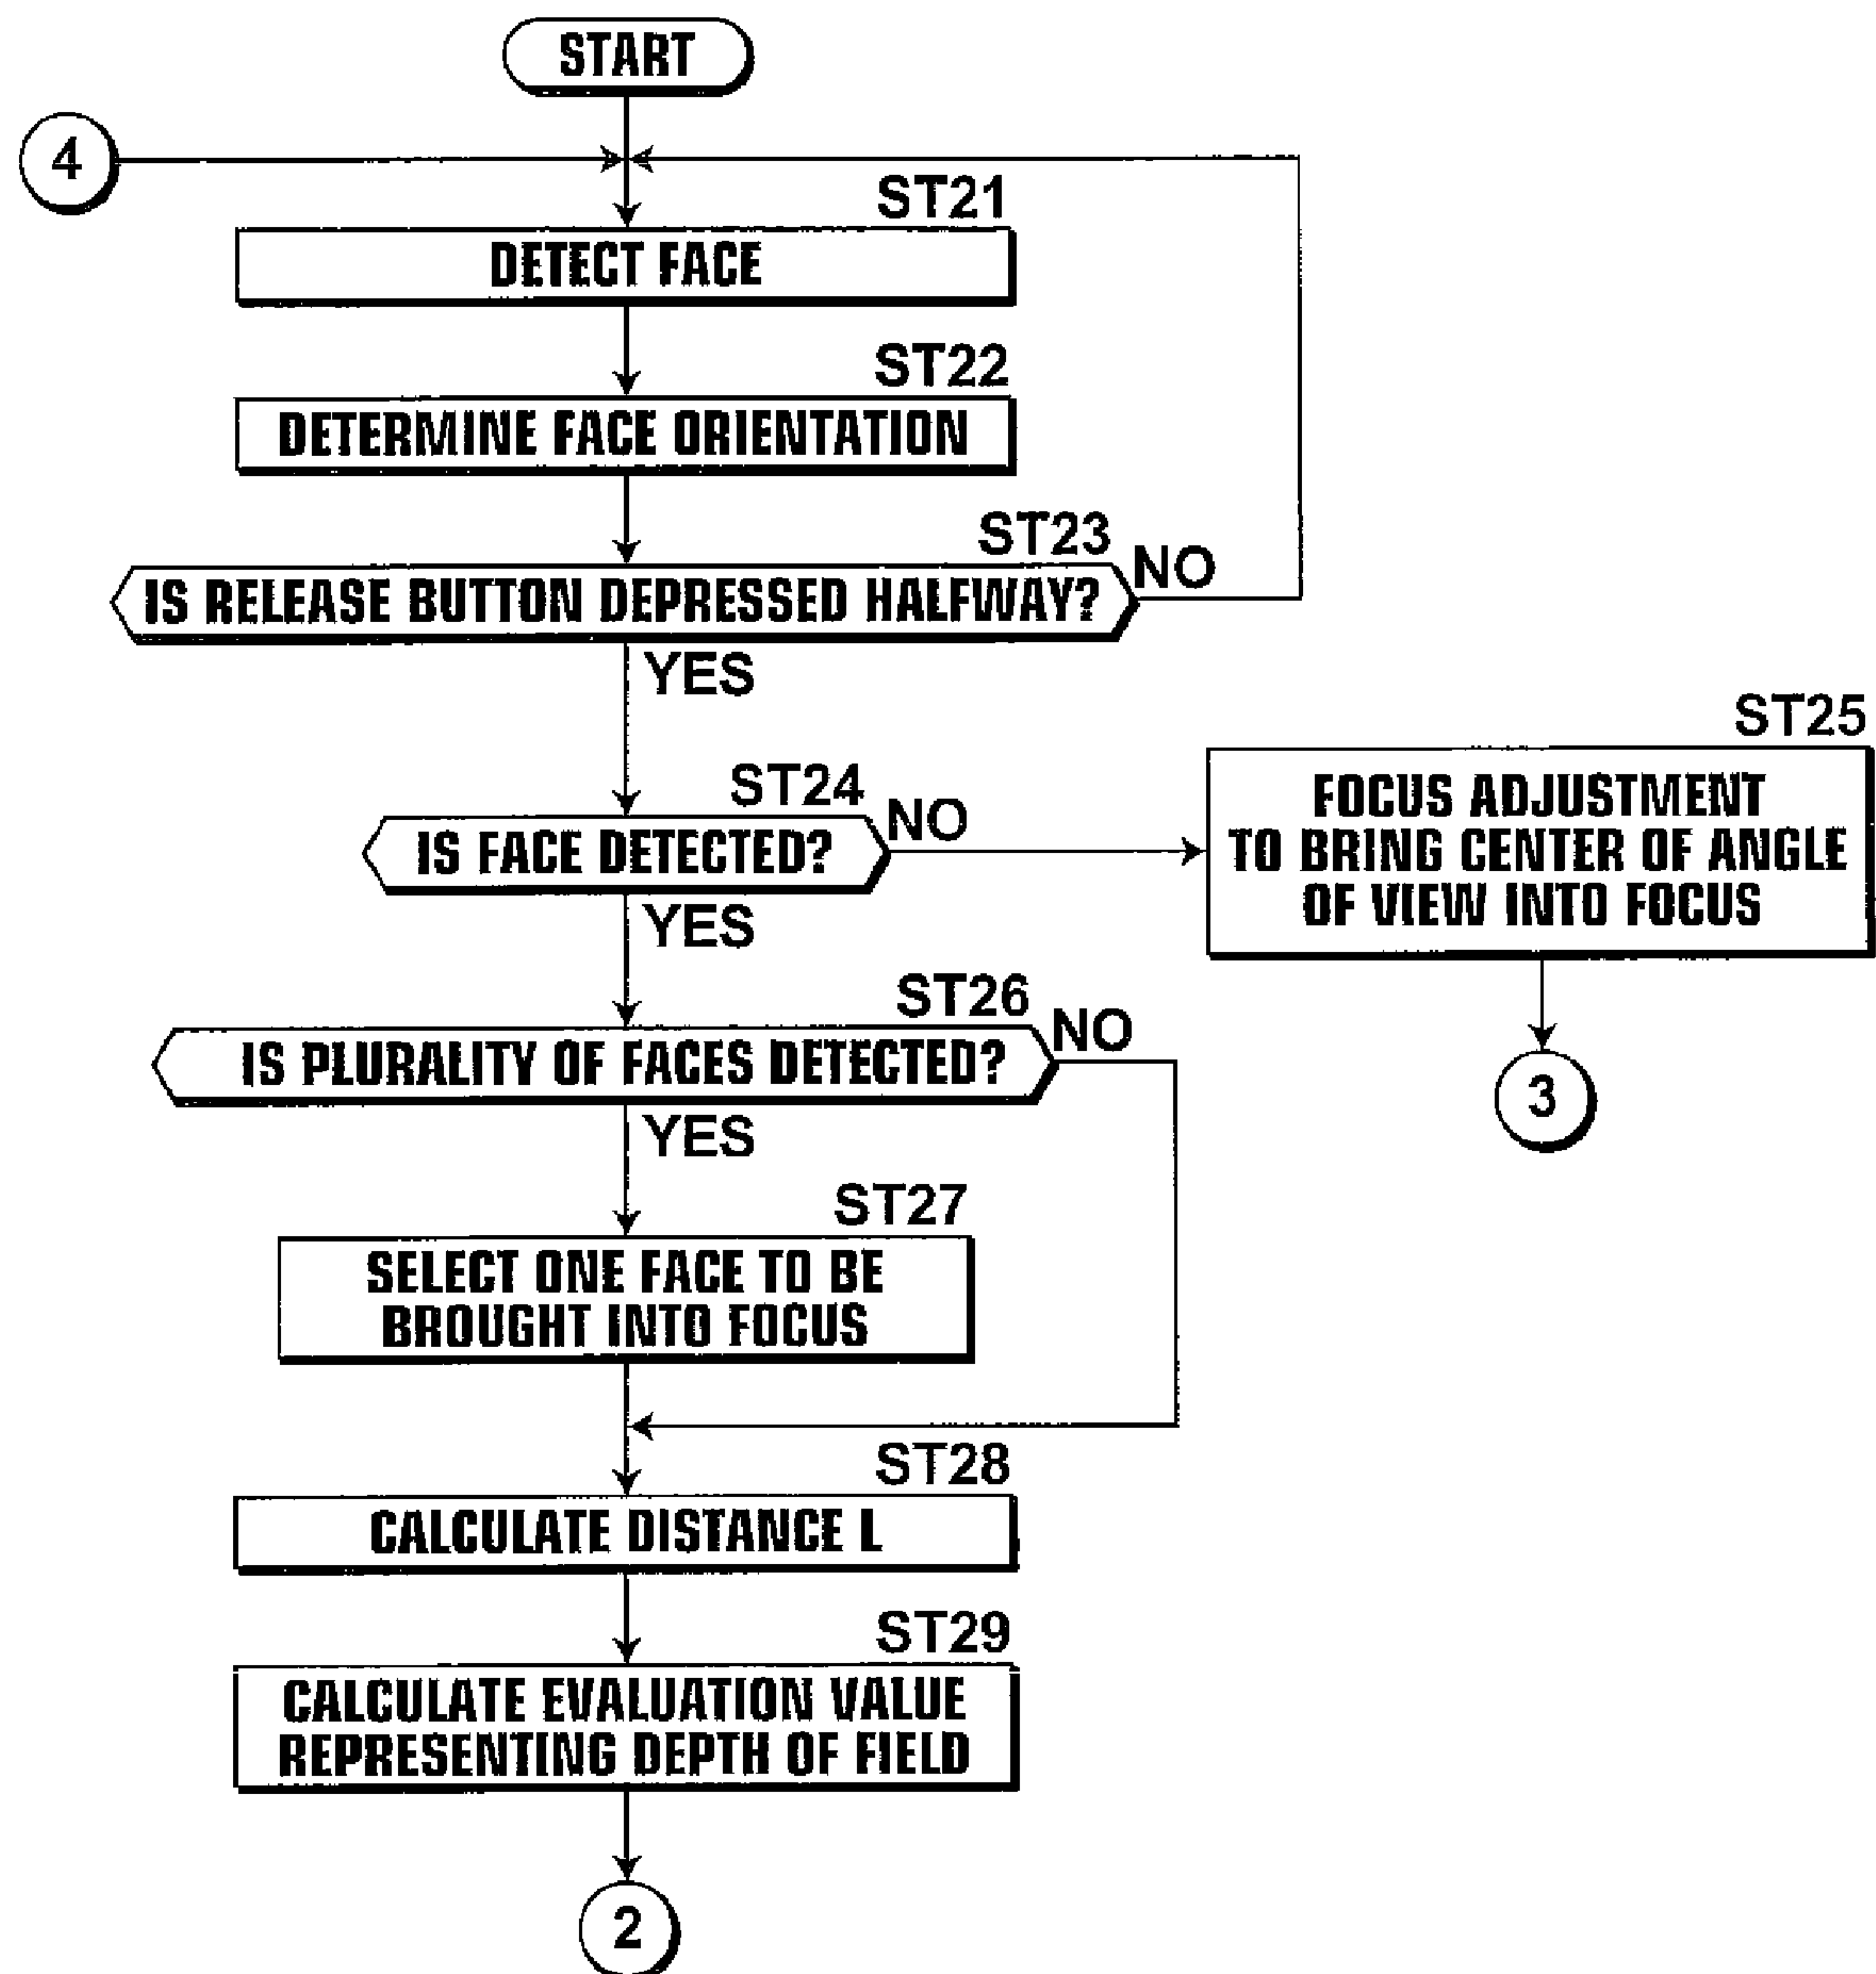 START
4
ST21
DETECT FACE
ST22
DETERMINE FACE ORIENTATION
ST23
IS RELEASE BUTTON DEPRESSED HALFWAY?
NO
YES
ST24
IS FACE DETECTED?
NO
ST25
FOCUS ADJUSTMENT
TO BRING CENTER OF ANGLE
OF VIEW INTO FOCUS
3
YES
ST26
IS PLURALITY OF FACES DETECTED?
NO
YES
ST27
SELECT ONE FACE TO BE
BROUGHT INTO FOCUS
ST28
CALCULATE DISTANCE L
ST29
CALCULATE EVALUATION VALUE
REPRESENTING DEPTH OF FIELD
2